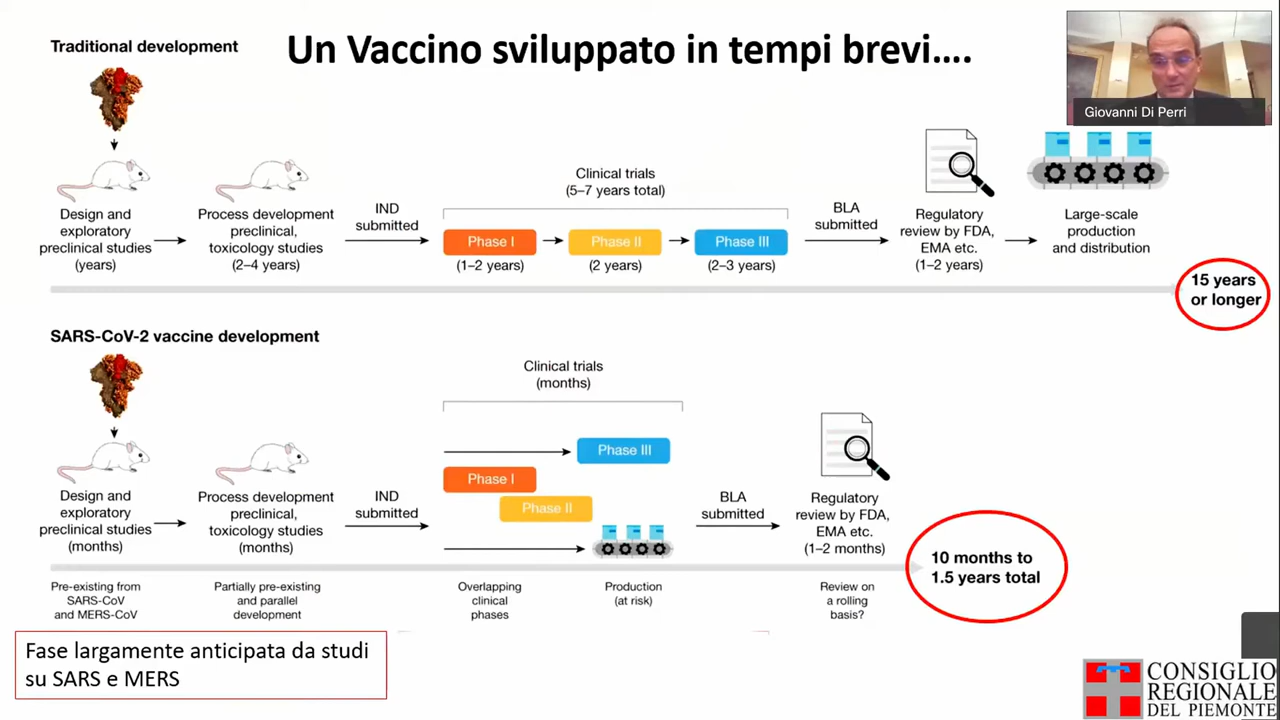 Traditional development
Un Vaccino sviluppato in tempi brevi....
Giovanni Di Perri
Design and
exploratory
preclinical studies
(years)
Process development
preclinical,
toxicology studies
(2–4 years)
IND
submitted
Clinical trials
(5–7 years total)
Phase I
(1–2 years)
Phase II
(2 years)
Phase III
(2–3 years)
BLA
submitted
Regulatory
review by FDA,
EMA etc.
(1–2 years)
Large-scale
production
and distribution
15 years
or longer
SARS-CoV-2 vaccine development
Design and
exploratory
preclinical studies
(months)
Process development
preclinical,
toxicology studies
(months)
IND
submitted
Clinical trials
(months)
Phase III
Phase I
Phase II
BLA
submitted
Regulatory
review by FDA,
EMA etc.
(1–2 months)
10 months to
1.5 years total
Pre-existing from
SARS-CoV
and MERS-CoV
Partially pre-existing
and parallel
development
Overlapping
clinical
phases
Production
(at risk)
Review on
a rolling
basis?
Fase largamente anticipata da studi
su SARS e MERS
CONSIGLIO
REGIONALE
DEL PIEMONTE